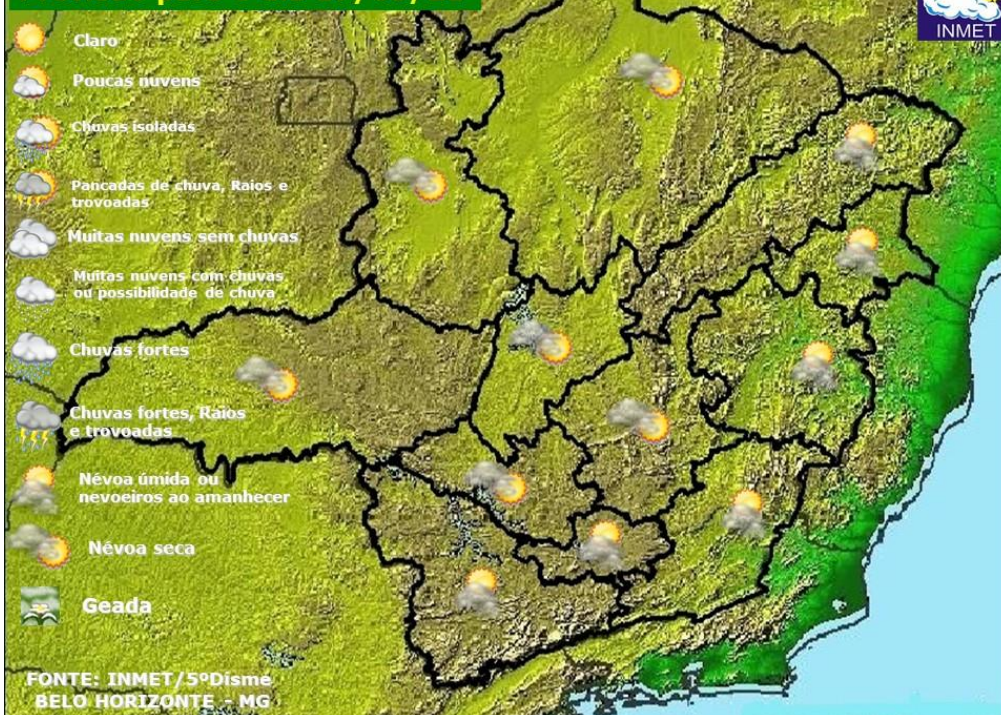 INMET
Claro
Poucas nuvens
Chuvas isoladas
Pancadas de chuva, Raios e
trovoadas
Muitas nuvens sem chuvas
Muitas nuvens com chuvas
ou possibilidade de chuva
Chuvas fortes
Chuvas fortes, Raios
e trovoadas
Névoa úmida ou
nevoeiros ao amanhecer
Névoa seca
Geada
FONTE: INMET/5ºDisme
BELO HORIZONTE - MG